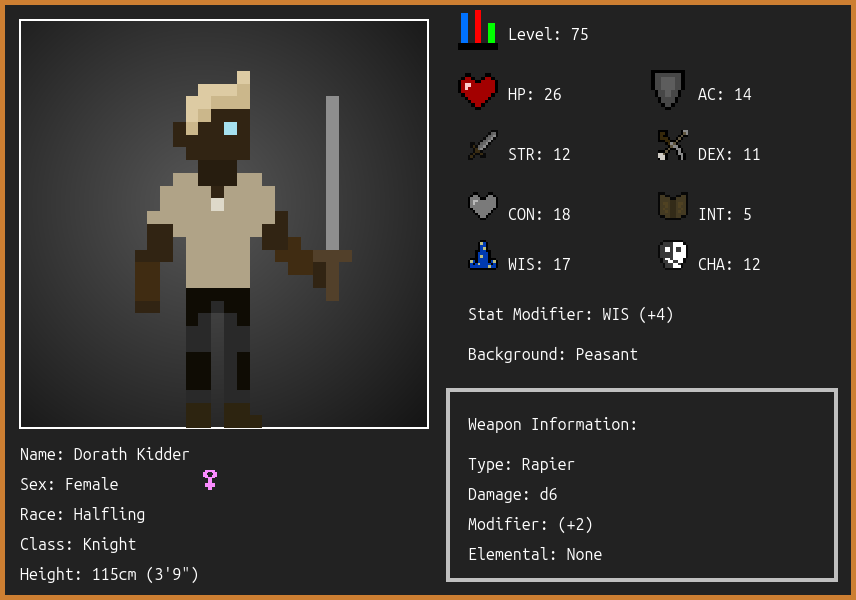 Level: 75
HP: 26
AC: 14
STR: 12
DEX: 11
CON: 18
INT: 5
WIS: 17
CHA: 12
Stat Modifier: WIS (+4)
Background: Peasant
Weapon Information:
Type: Rapier
Damage: d6
Modifier: (+2)
Elemental: None
Name: Dorath Kidder
Sex: Female
Race: Halfling
Class: Knight
Height: 115cm (3'9")